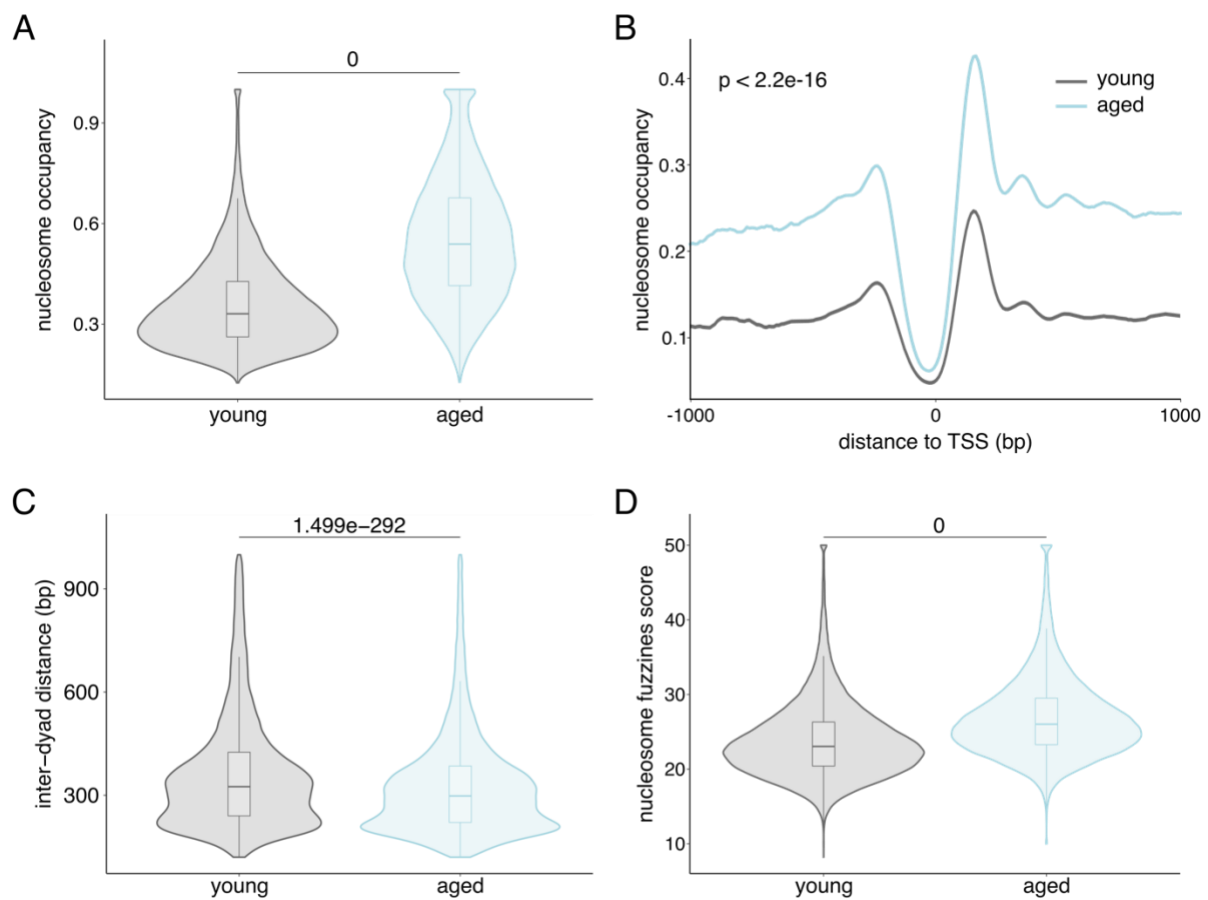 A
0
nucleosome occupancy
0.9
0.6
0.3
young
aged
B
p < 2.2e-16
young
aged
nucleosome occupancy
0.4
0.3
0.2
0.1
-1000
0
1000
distance to TSS (bp)
C
1.499e−292
inter−dyad distance (bp)
900
600
300
young
aged
D
0
nucleosome fuzzines score
50
40
30
20
10
young
aged